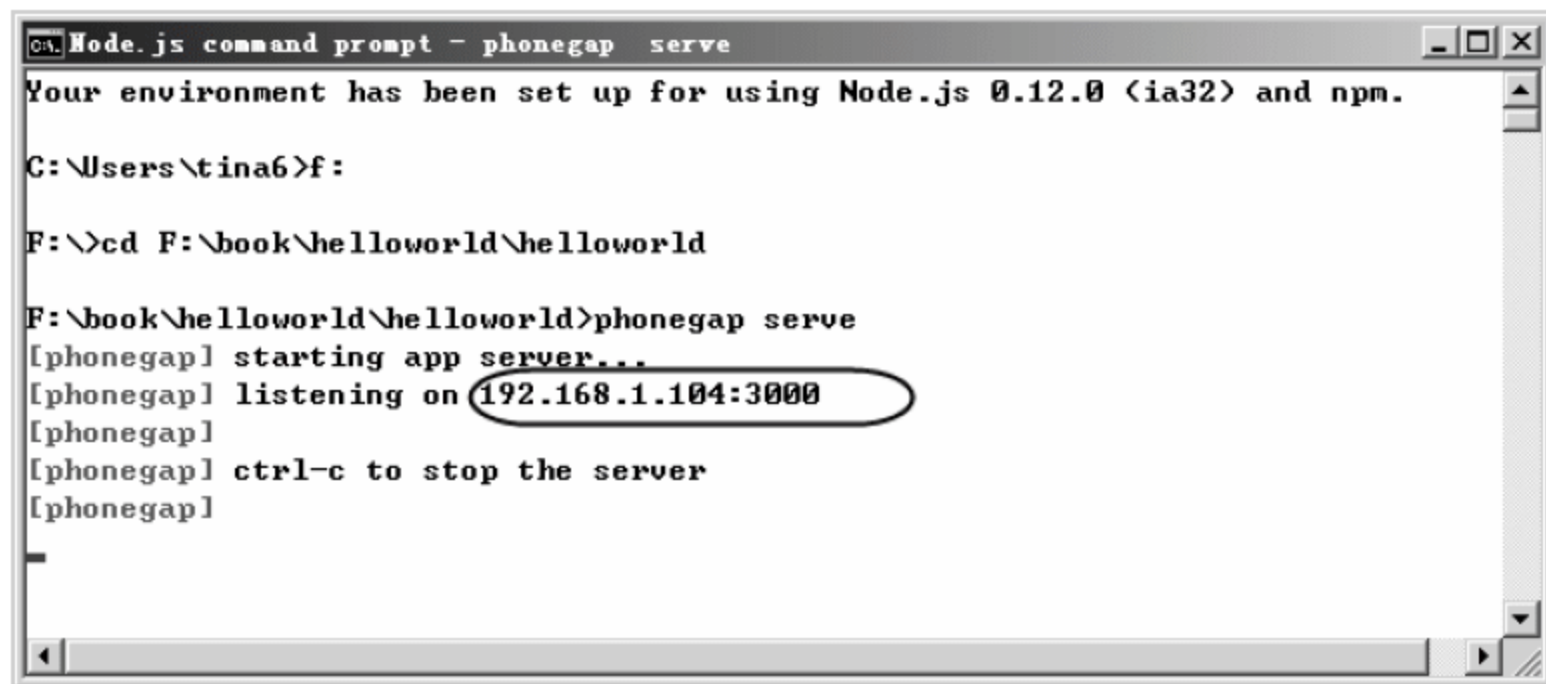 Node.js command prompt - phonegap  serve
Your environment has been set up for using Node.js 0.12.0 (ia32) and npm.
C:\Users\tina6>f:
F:\>cd F:\book\helloworld\helloworld
F:\book\helloworld\helloworld>phonegap serve
[phonegap] starting app server...
[phonegap] listening on 192.168.1.104:3000
[phonegap]
[phonegap] ctrl-c to stop the server
[phonegap]